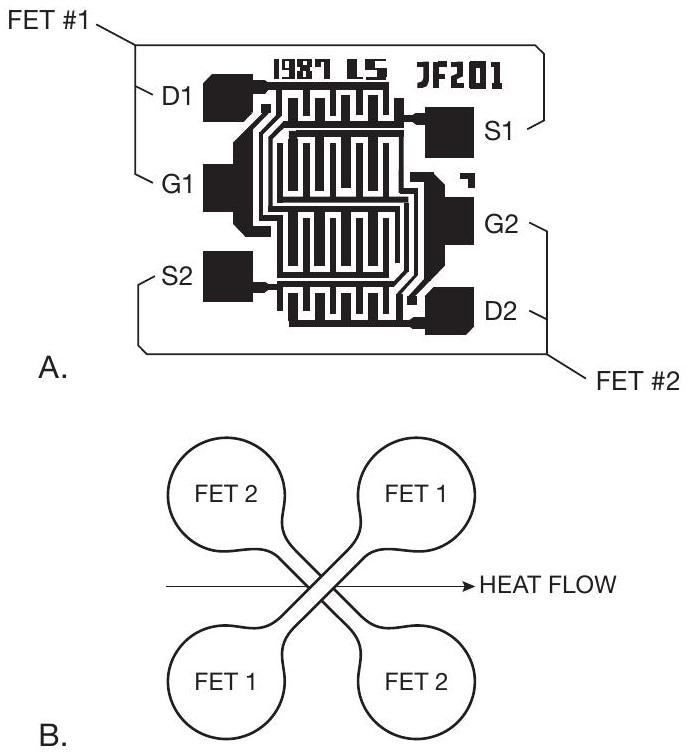 FET #1
1987 LS JF201
D1
S1
G1
G2
S2
D2
A.
FET #2
FET 2 FET 1
HEAT FLOW
FET 1 FET 2
B.